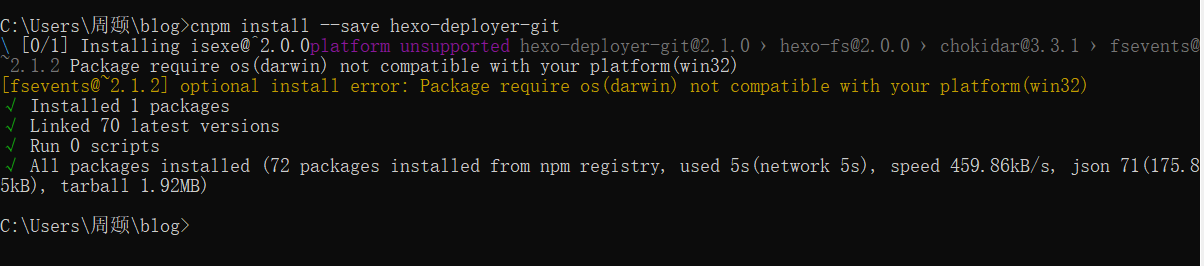 C:\Users\周颋\blog>cnpm install --save hexo-deployer-git
\ [0/1] Installing isexe@^2.0.0platform unsupported hexo-deployer-git@2.1.0 › hexo-fs@2.0.0 › chokidar@3.3.1 › fsevents@
~2.1.2 Package require os(darwin) not compatible with your platform(win32)
[fsevents@~2.1.2] optional install error: Package require os(darwin) not compatible with your platform(win32)
√ Installed 1 packages
√ Linked 70 latest versions
√ Run 0 scripts
√ All packages installed (72 packages installed from npm registry, used 5s(network 5s), speed 459.86kB/s, json 71(175.8
5kB), tarball 1.92MB)
C:\Users\周颋\blog>